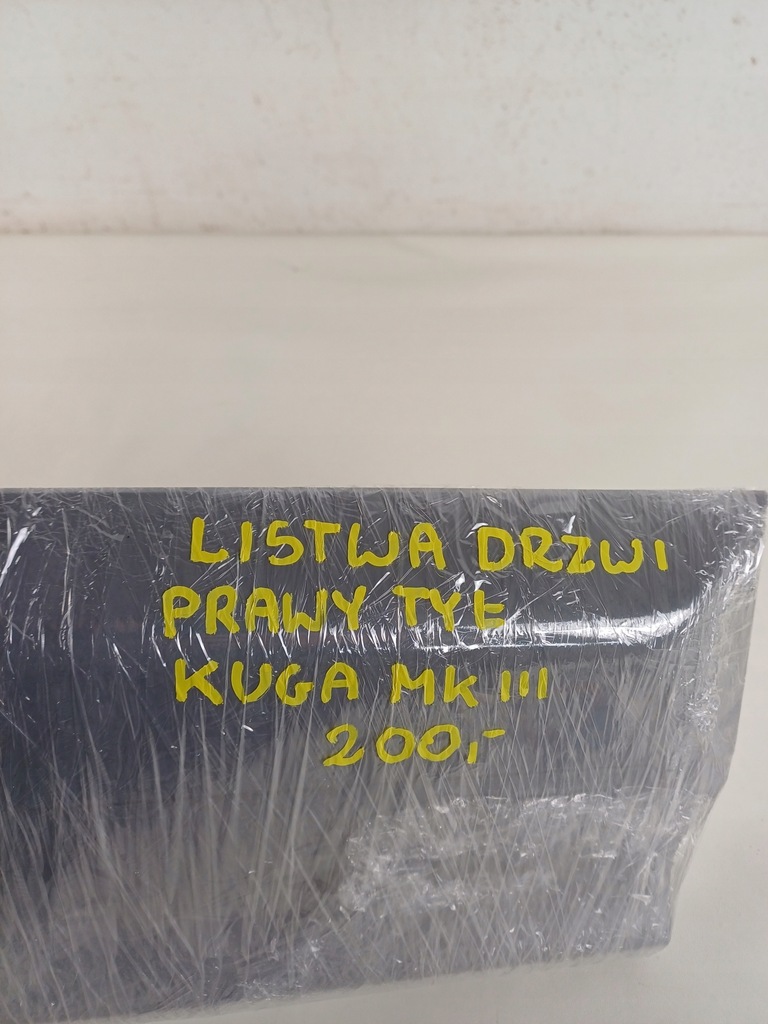 LISTWA DRZWI
PRAWY TYŁ
KUGA MK III
200,-